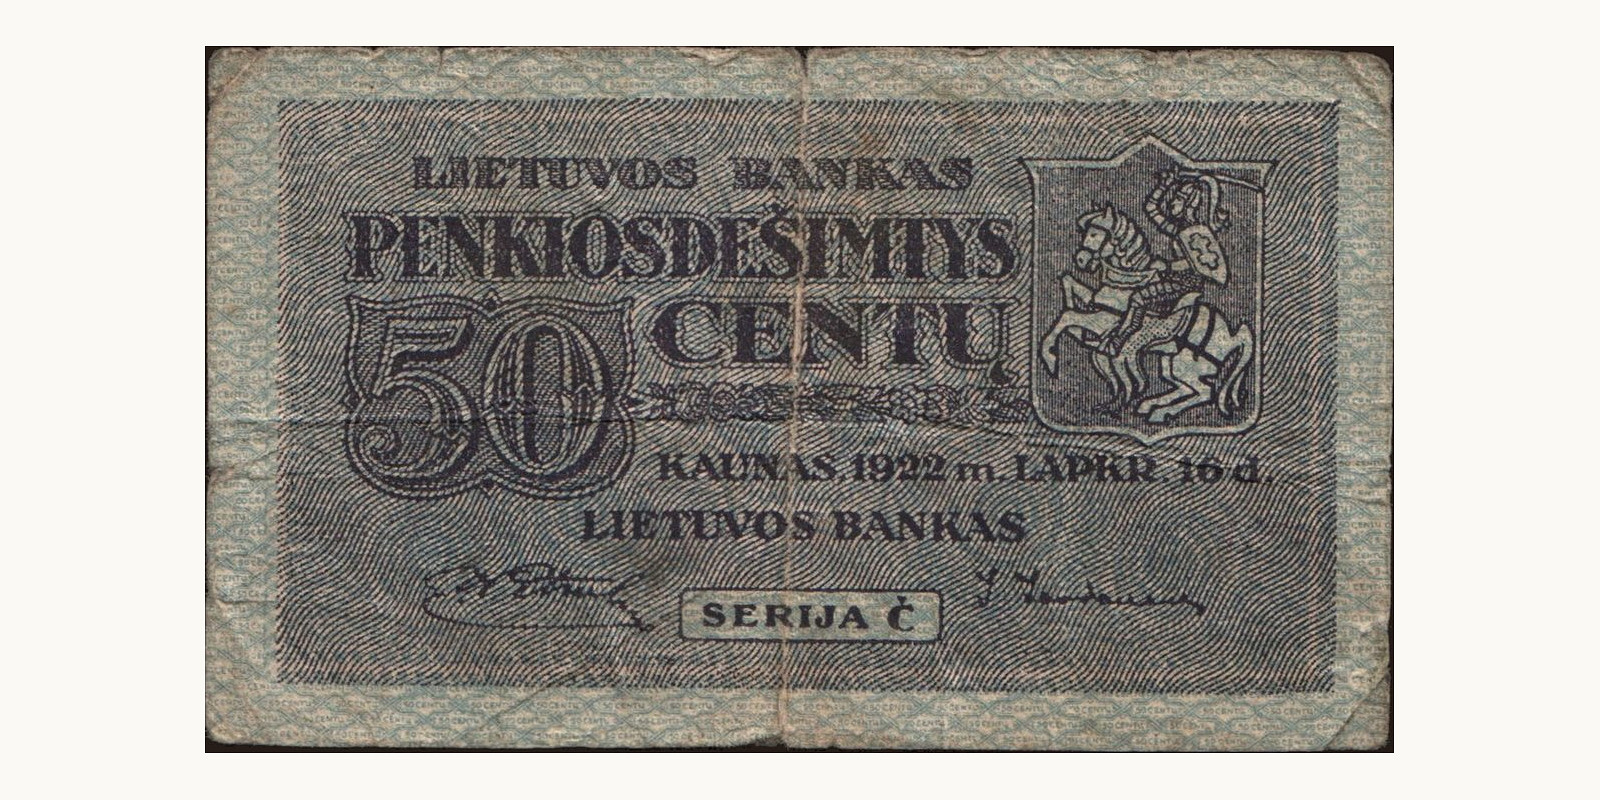 LIETUVOS BANKAS
PENKIOSDEŠIMTYS
50 CENTŲ
KAUNAS 1922 m. LAPKR. 16 d.
LIETUVOS BANKAS
SERIJA Č